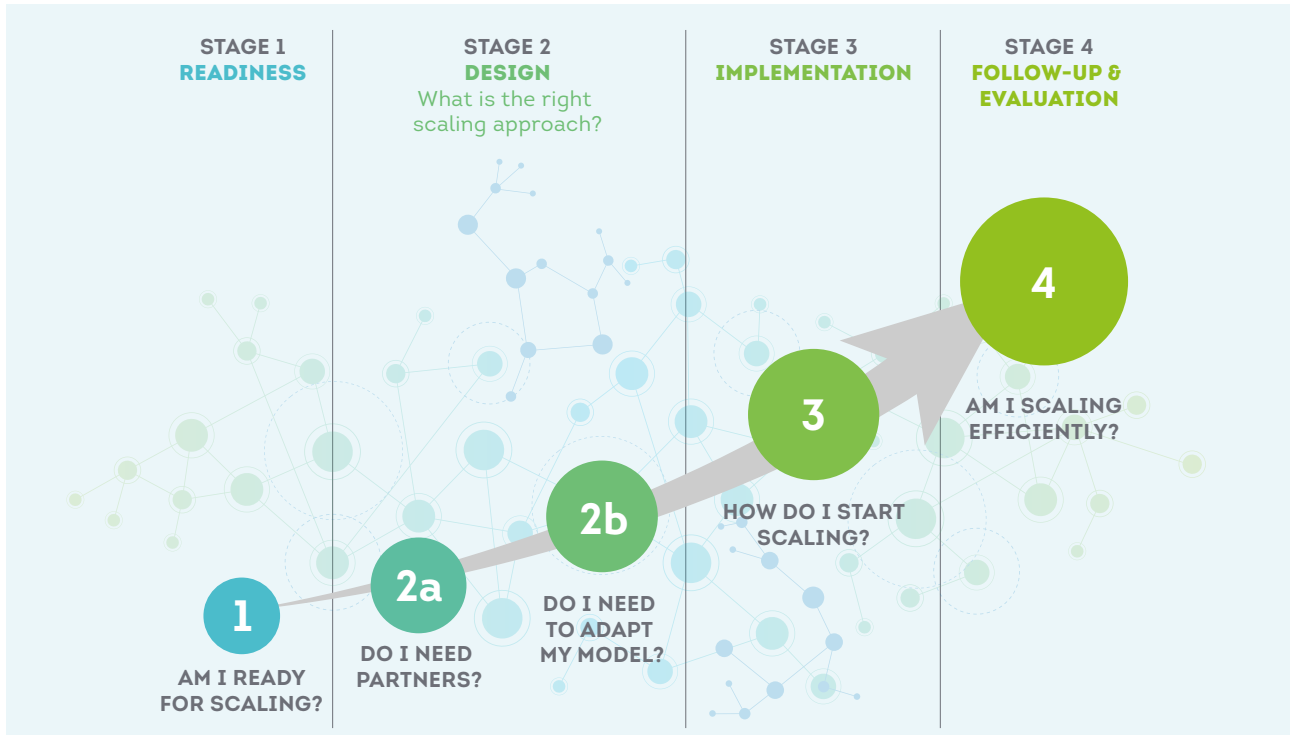 STAGE 1
READINESS
STAGE 2
DESIGN
What is the right
scaling approach?
STAGE 3
IMPLEMENTATION
STAGE 4
FOLLOW-UP &
EVALUATION
1
AM I READY
FOR SCALING?
2a
DO I NEED
PARTNERS?
2b
DO I NEED
TO ADAPT
MY MODEL?
3
HOW DO I START
SCALING?
4
AM I SCALING
EFFICIENTLY?